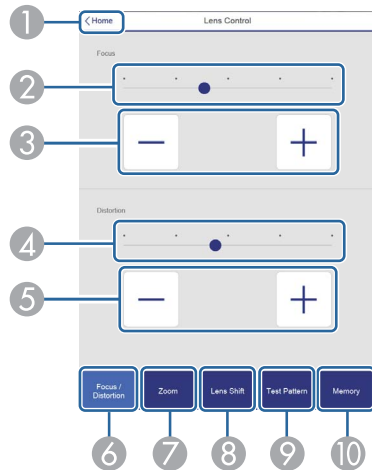 1
< Home
Lens Control
Focus
2
3
Distortion
4
5
Focus /
Distortion
Zoom
Lens Shift
Test Pattern
Memory
6
7
8
9
10